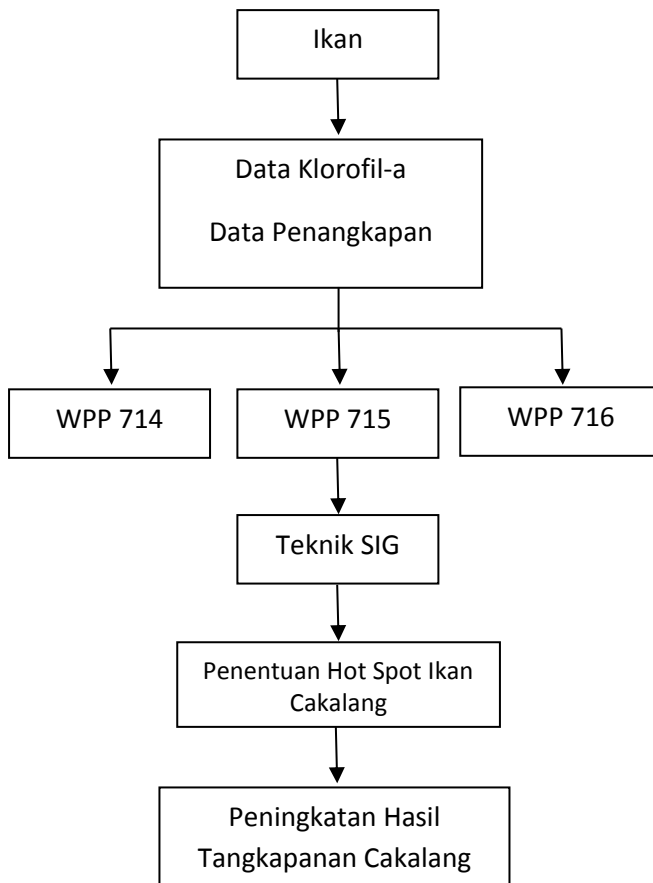 Ikan
Data Klorofil-a
Data Penangkapan
WPP 714
WPP 715
WPP 716
Teknik SIG
Penentuan Hot Spot Ikan
Cakalang
Peningkatan Hasil
Tangkapanan Cakalang